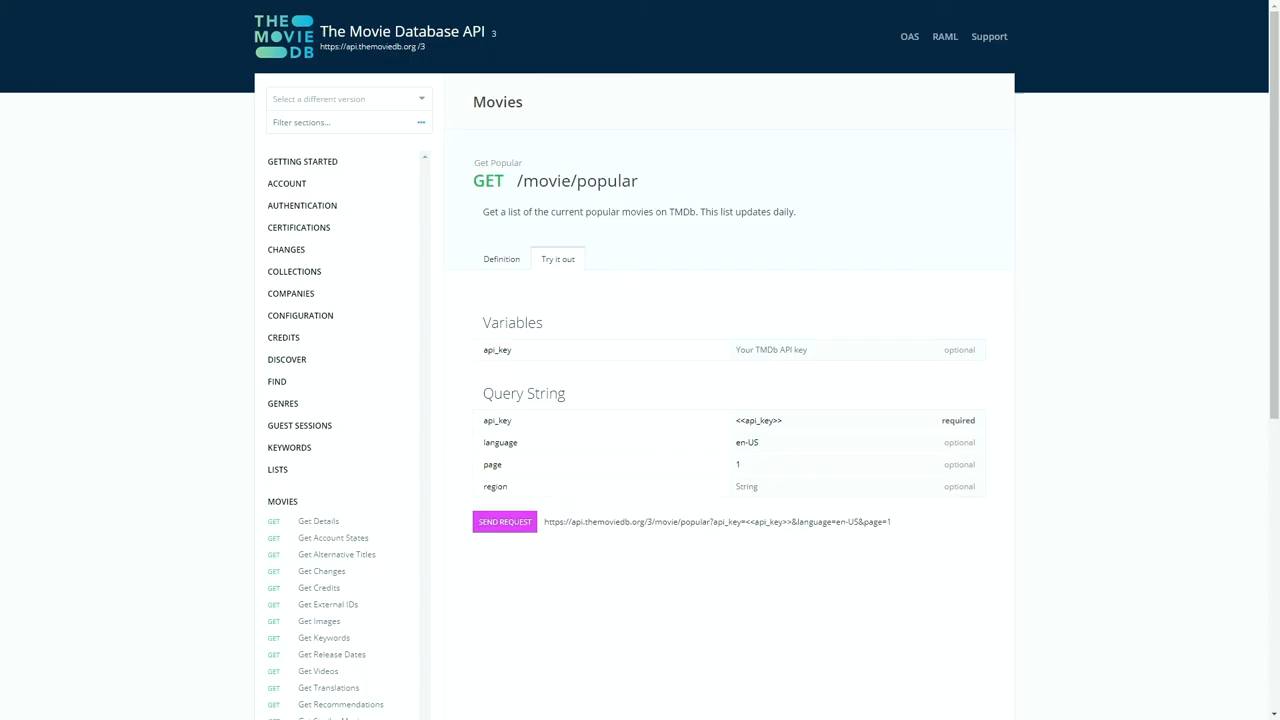 THE
MOVIE
DB
The Movie Database API 3
https://api.themoviedb.org /3
OAS RAML Support
Select a different version
Filter sections...
GETTING STARTED
ACCOUNT
AUTHENTICATION
CERTIFICATIONS
CHANGES
COLLECTIONS
COMPANIES
CONFIGURATION
CREDITS
DISCOVER
FIND
GENRES
GUEST SESSIONS
KEYWORDS
LISTS
MOVIES
GET Get Details
GET Get Account States
GET Get Alternative Titles
GET Get Changes
GET Get Credits
GET Get External IDs
GET Get Images
GET Get Keywords
GET Get Release Dates
GET Get Videos
GET Get Translations
GET Get Recommendations
Movies
Get Popular
GET /movie/popular
Get a list of the current popular movies on TMDb. This list updates daily.
Definition Try it out
Variables
api_key Your TMDb API key optional
Query String
api_key <<api_key>> required
language en-US optional
page 1 optional
region String optional
SEND REQUEST https://api.themoviedb.org/3/movie/popular?api_key=<<api_key>>&language=en-US&page=1